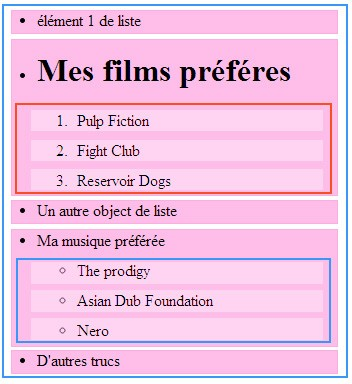 • élément 1 de liste
• Mes films préféres
1. Pulp Fiction
2. Fight Club
3. Reservoir Dogs
• Un autre object de liste
• Ma musique préférée
○ The prodigy
○ Asian Dub Foundation
○ Nero
• D'autres trucs